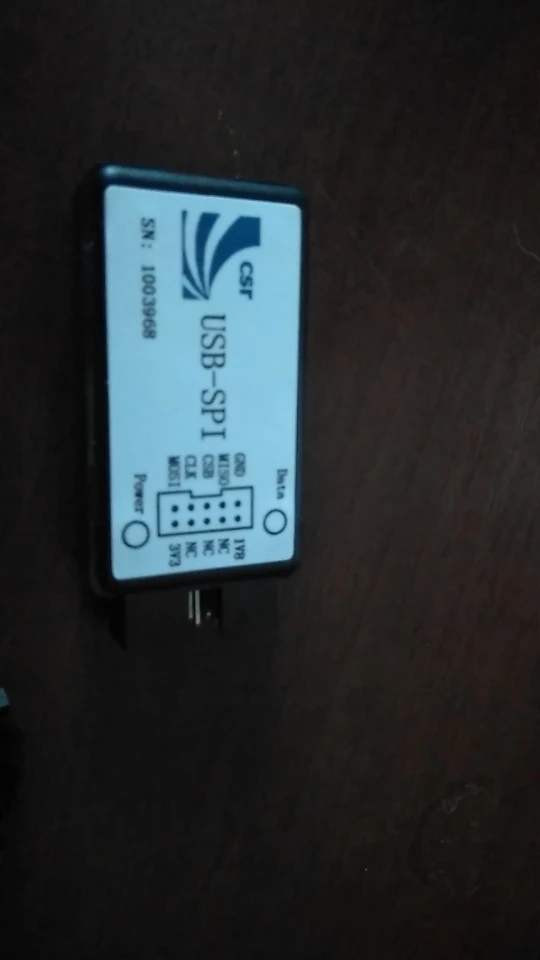 csr
USB-SPI
SN: 1003968
Data
GND
MISO
CSB
CLK
MOSI
1V8
NC
NC
NC
3V3
Power